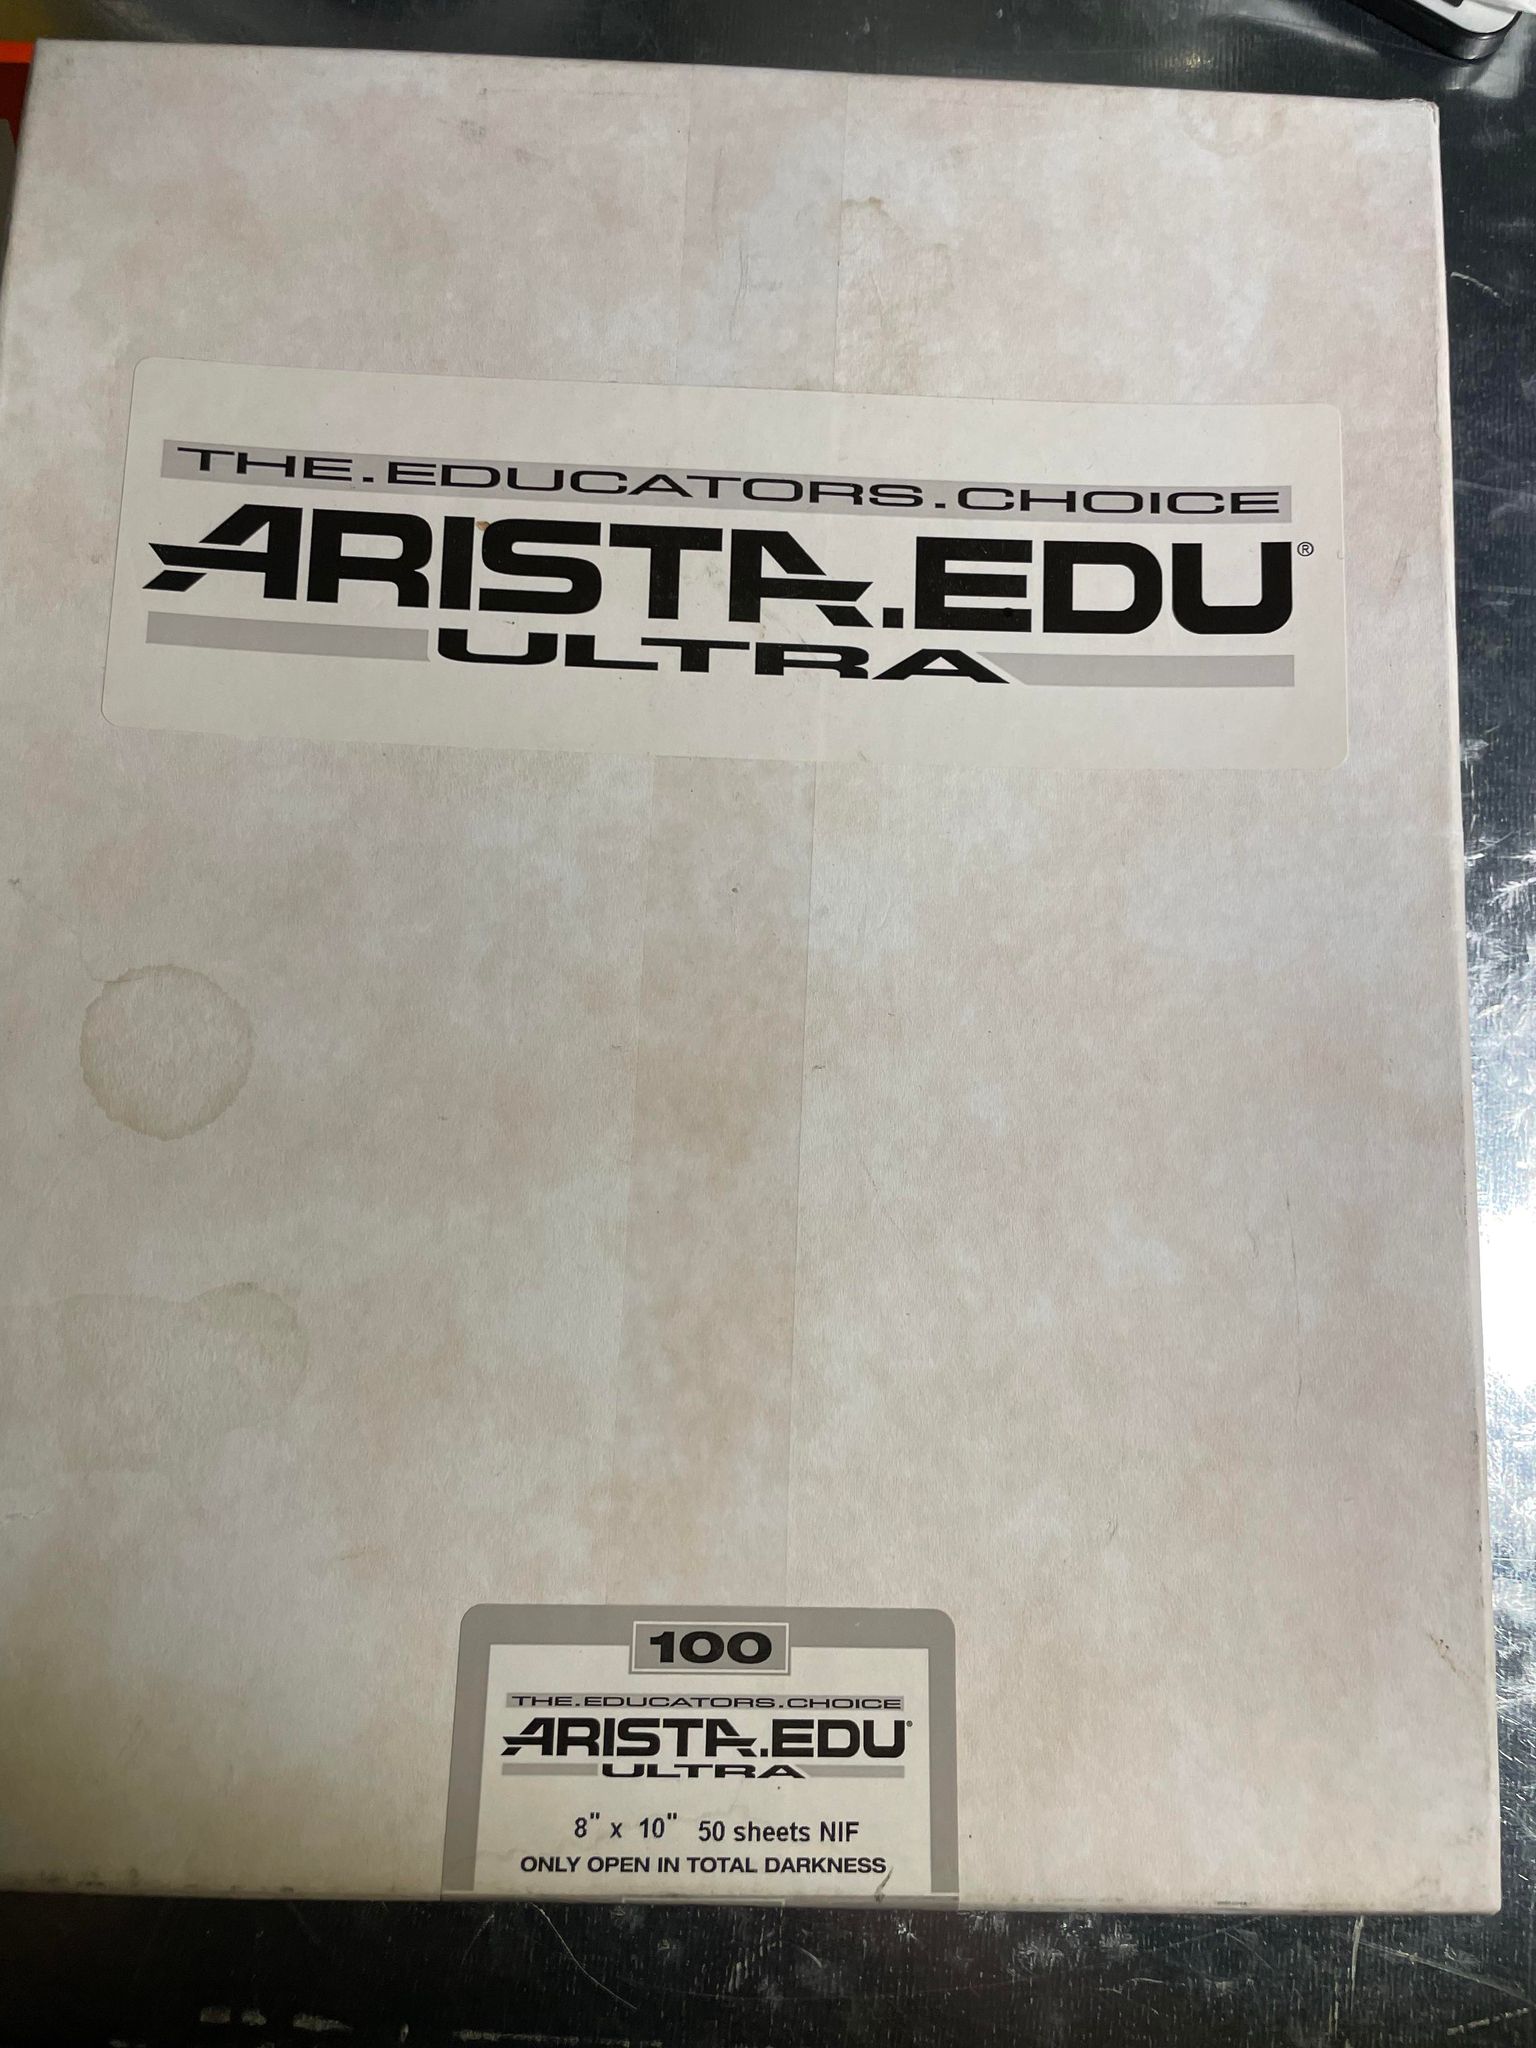 THE.EDUCATORS.CHOICE
ARISTA.EDU®
ULTRA
100
THE.EDUCATORS.CHOICE
ARISTA.EDU®
ULTRA
8" x 10" 50 sheets NIF
ONLY OPEN IN TOTAL DARKNESS